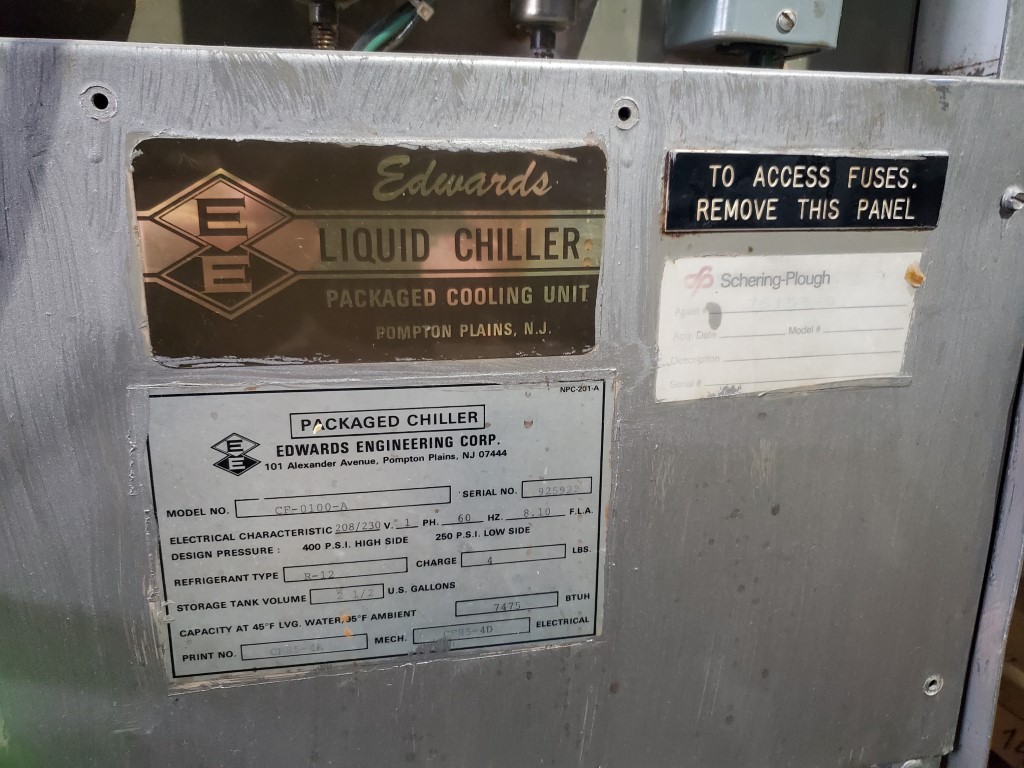 Edwards
E
E
LIQUID CHILLER
PACKAGED COOLING UNIT
POMPTON PLAINS, N.J.
TO ACCESS FUSES.
REMOVE THIS PANEL
Schering-Plough
Model #
Description
Serial #
NPC-201-A
PACKAGED CHILLER
E
E
EDWARDS ENGINEERING CORP.
101 Alexander Avenue, Pompton Plains, NJ 07444
MODEL NO. CF-0100-A SERIAL NO.
ELECTRICAL CHARACTERISTIC 208/230 V. 1 PH. 60 HZ. 8.10 F.L.A.
DESIGN PRESSURE : 400 P.S.I. HIGH SIDE 250 P.S.I. LOW SIDE
REFRIGERANT TYPE R-12 CHARGE 4 LBS.
STORAGE TANK VOLUME 2 1/2 U.S. GALLONS
CAPACITY AT 45°F LVG. WATER, 95°F AMBIENT 7475 BTUH
PRINT NO. MECH. ELECTRICAL